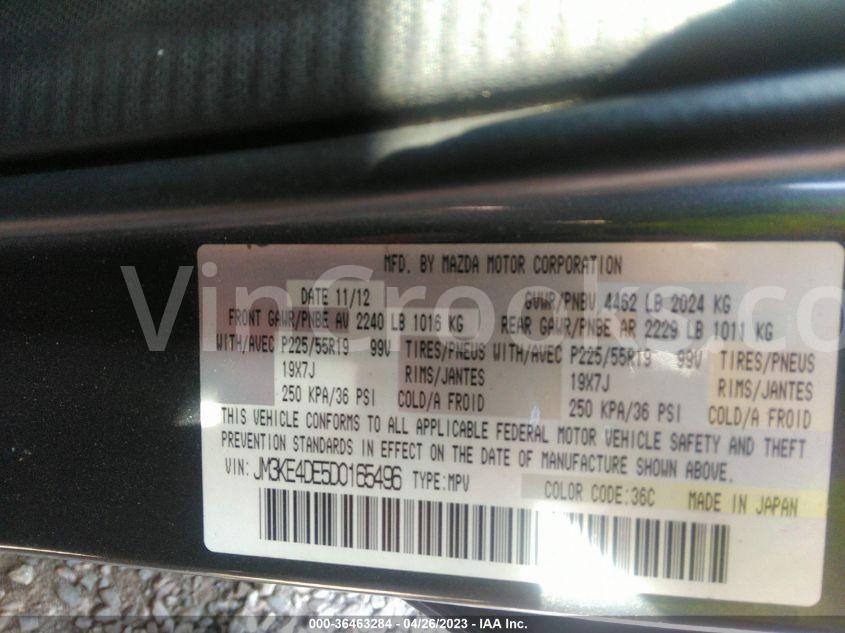 VinCrooks.co
MFD. BY MAZDA MOTOR CORPORATION
DATE 11/12 GVWR/PNBV 4462 LB 2024 KG
FRONT GAWR/PNBE AV 2240 LB 1016 KG REAR GAWR/PNBE AR 2229 LB 1011 KG
WITH/AVEC P225/55R19 99V TIRES/PNEUS WITH/AVEC P225/55R19 99V TIRES/PNEUS
19X7J RIMS/JANTES 19X7J RIMS/JANTES
250 KPA/36 PSI COLD/A FROID 250 KPA/36 PSI COLD/A FROID
THIS VEHICLE CONFORMS TO ALL APPLICABLE FEDERAL MOTOR VEHICLE SAFETY AND THEFT
PREVENTION STANDARDS IN EFFECT ON THE DATE OF MANUFACTURE SHOWN ABOVE.
VIN: JM3KE4DE5D0165496 TYPE:MPV COLOR CODE:36C MADE IN JAPAN
000-36463284 - 04/26/2023 - IAA Inc.